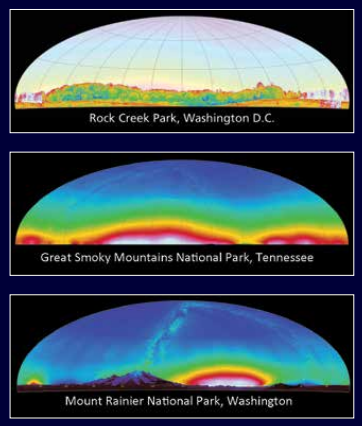 Rock Creek Park, Washington D.C.
Great Smoky Mountains National Park, Tennessee
Mount Rainier National Park, Washington